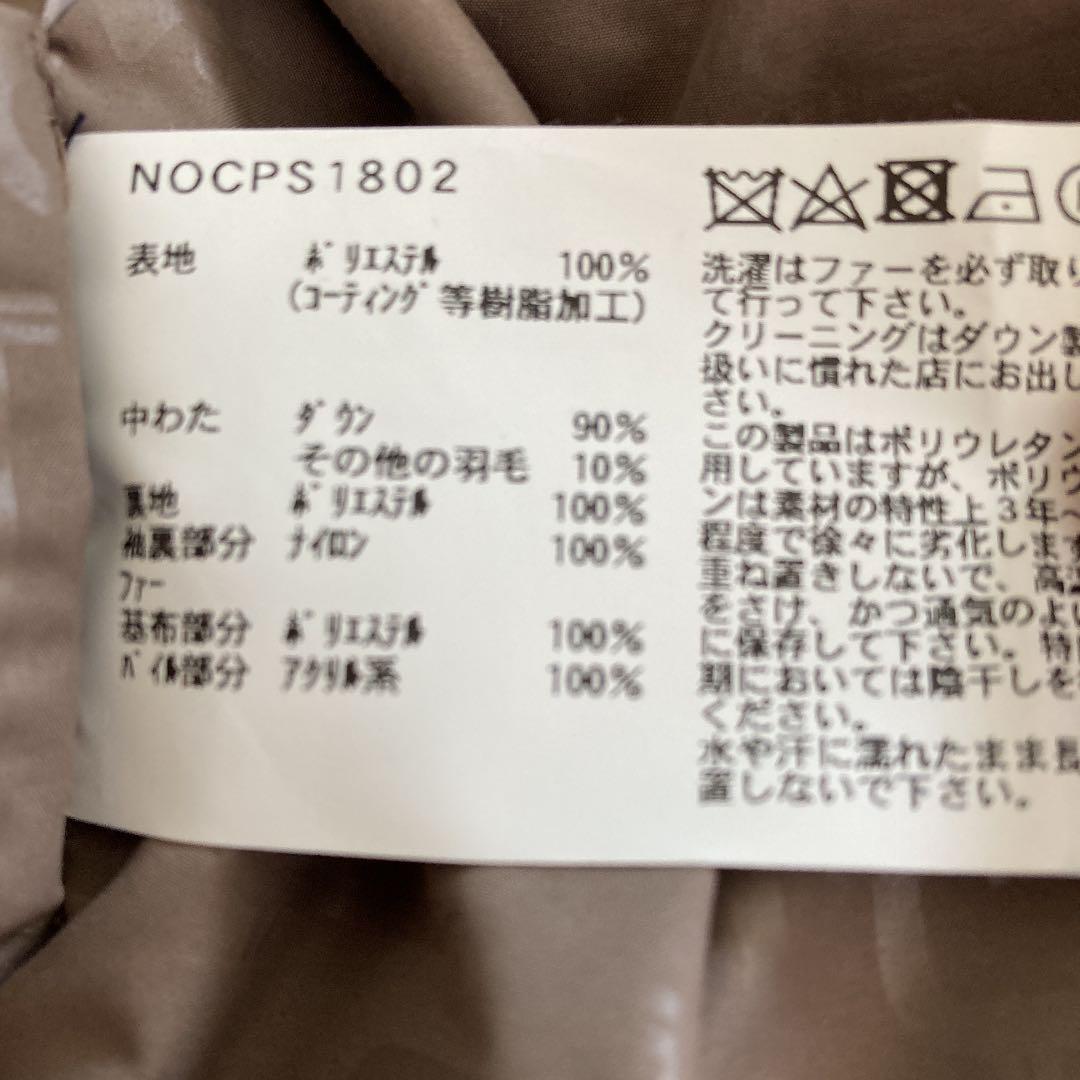 NOCPS1802
表地 ポリエステル 100%
(コーティング等樹脂加工)
中わた ダウン 90%
その他の羽毛 10%
裏地 ポリエステル 100%
袖裏部分 ナイロン 100%
ファー
基布部分 ポリエステル 100%
パイル部分 アクリル系 100%
洗濯はファーを必ず取り
て行って下さい。
クリーニングはダウン製
扱いに慣れた店にお出し
さい。
この製品はポリウレタン
用していますが、ポリウ
ンは素材の特性上3年~
程度で徐々に劣化します
重ね置きしないで、高温
をさけ、かつ通気のよい
に保存して下さい。特に
期においては陰干しを
ください。
水や汗に濡れたまま長
置しないで下さい。